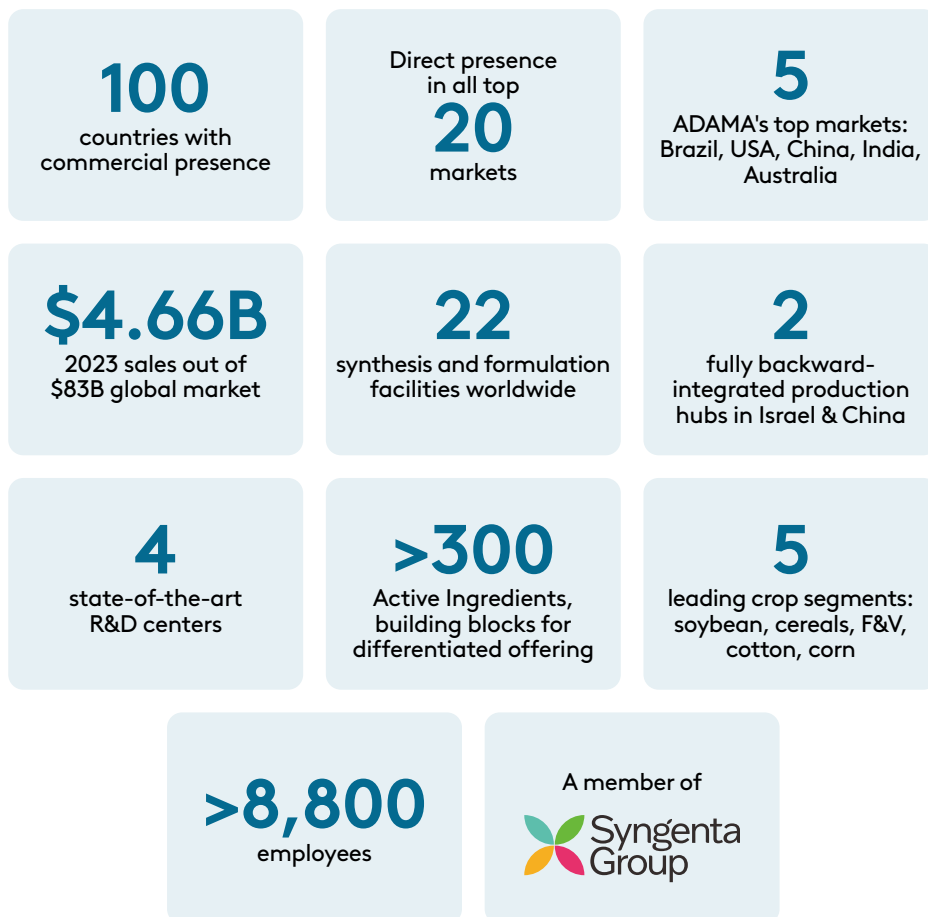 100
countries with
commercial presence
Direct presence
in all top
20
markets
5
ADAMA's top markets:
Brazil, USA, China, India,
Australia
$4.66B
2023 sales out of
$83B global market
22
synthesis and formulation
facilities worldwide
2
fully backward-
integrated production
hubs in Israel & China
4
state-of-the-art
R&D centers
>300
Active Ingredients,
building blocks for
differentiated offering
5
leading crop segments:
soybean, cereals, F&V,
cotton, corn
>8,800
employees
A member of
Syngenta
Group